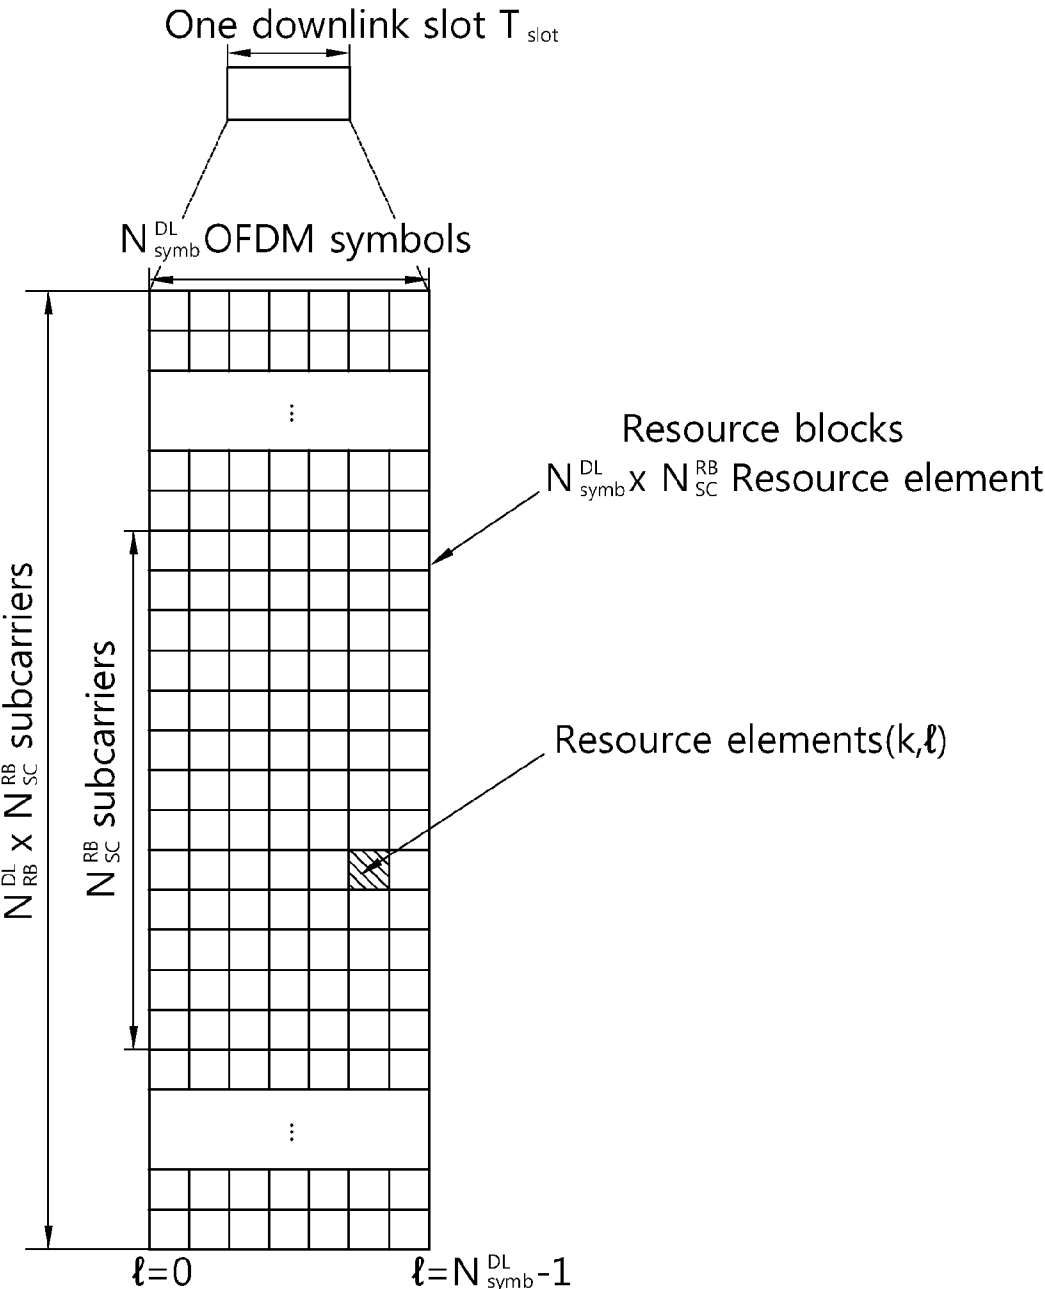 One downlink slot T slot
N DL symb OFDM symbols
⋮
Resource blocks
N DL symb x N RB SC Resource element
N DL RB x N RB SC subcarriers
N RB SC subcarriers
Resource elements(k,ℓ)
⋮
ℓ=0
ℓ=N DL symb-1